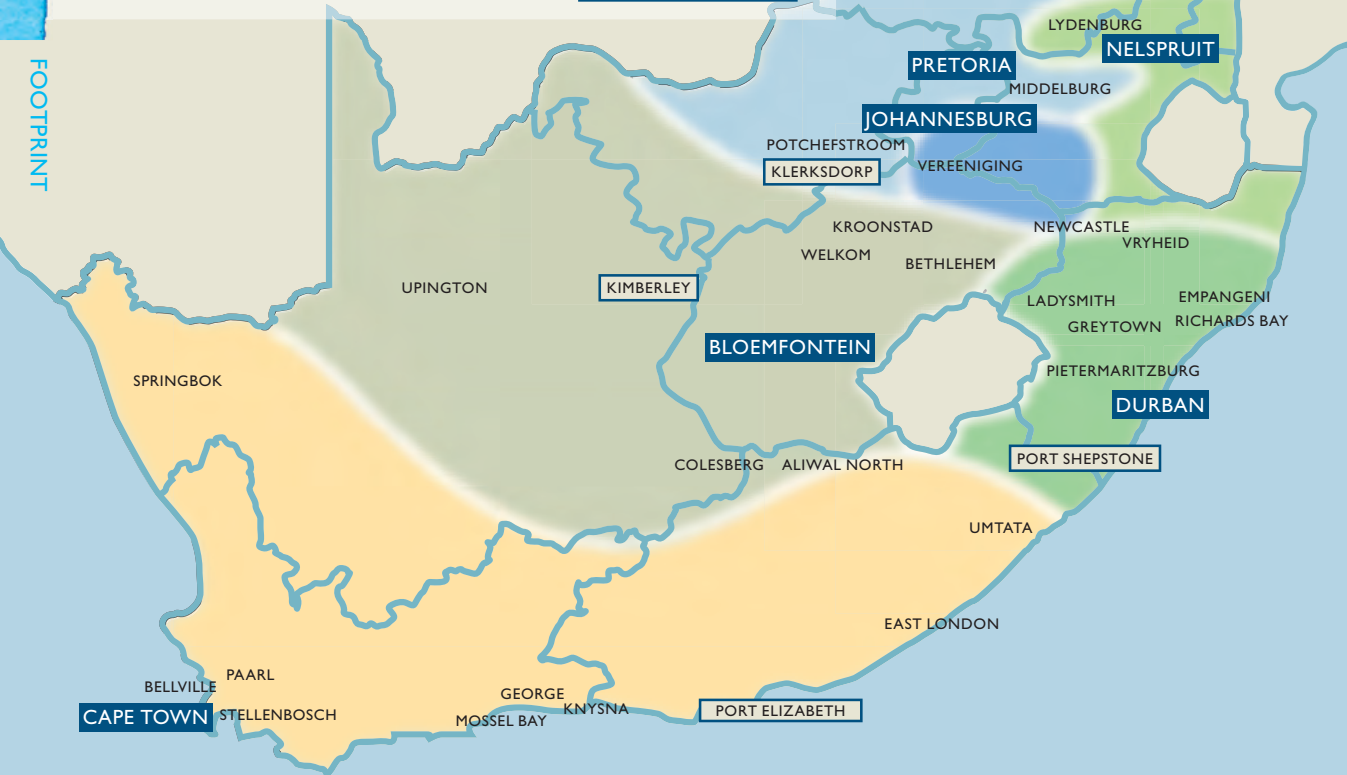 FOOTPRINT
LYDENBURG
NELSPRUIT
PRETORIA
MIDDELBURG
JOHANNESBURG
POTCHEFSTROOM
KLERKSDORP
VEREENIGING
KROONSTAD
NEWCASTLE
VRYHEID
WELKOM
BETHLEHEM
UPINGTON
KIMBERLEY
LADYSMITH
EMPANGENI
GREYTOWN
RICHARDS BAY
BLOEMFONTEIN
PIETERMARITZBURG
SPRINGBOK
DURBAN
COLESBERG
ALIWAL NORTH
PORT SHEPSTONE
UMTATA
EAST LONDON
PAARL
BELLVILLE
GEORGE
KNYSNA
CAPE TOWN
STELLENBOSCH
MOSSEL BAY
PORT ELIZABETH